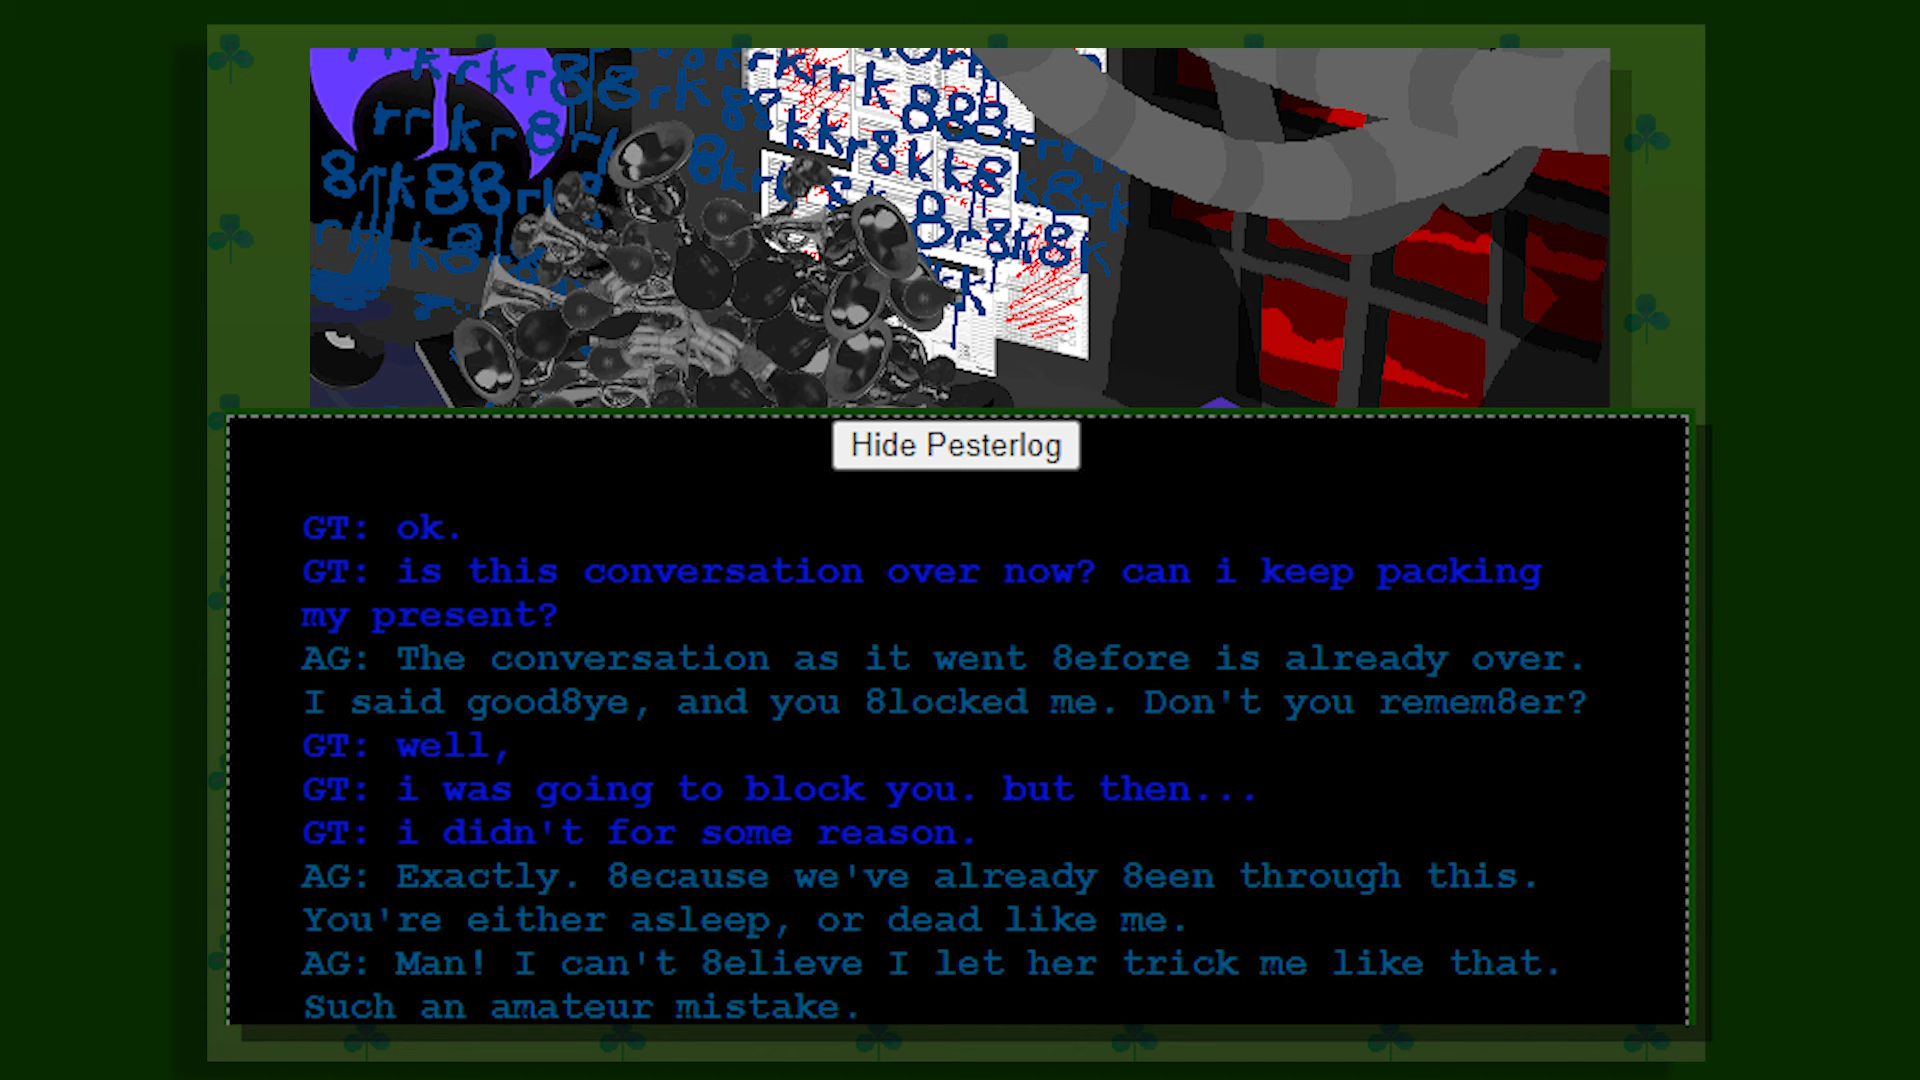 Hide Pesterlog
GT: ok.
GT: is this conversation over now? can i keep packing
my present?
AG: The conversation as it went 8efore is already over.
I said good8ye, and you 8locked me. Don't you remem8er?
GT: well,
GT: i was going to block you. but then...
GT: i didn't for some reason.
AG: Exactly. 8ecause we've already 8een through this.
You're either asleep, or dead like me.
AG: Man! I can't 8elieve I let her trick me like that.
Such an amateur mistake.